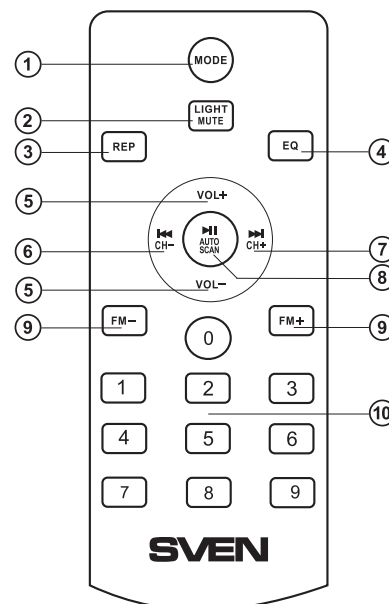 MODE
1
LIGHT
MUTE
2
REP
3
EQ
4
VOL+
5
CH-
6
AUTO
SCAN
8
CH+
7
VOL-
5
FM-
9
FM+
9
0
1 2 3
10
4 5 6
7 8 9
SVEN